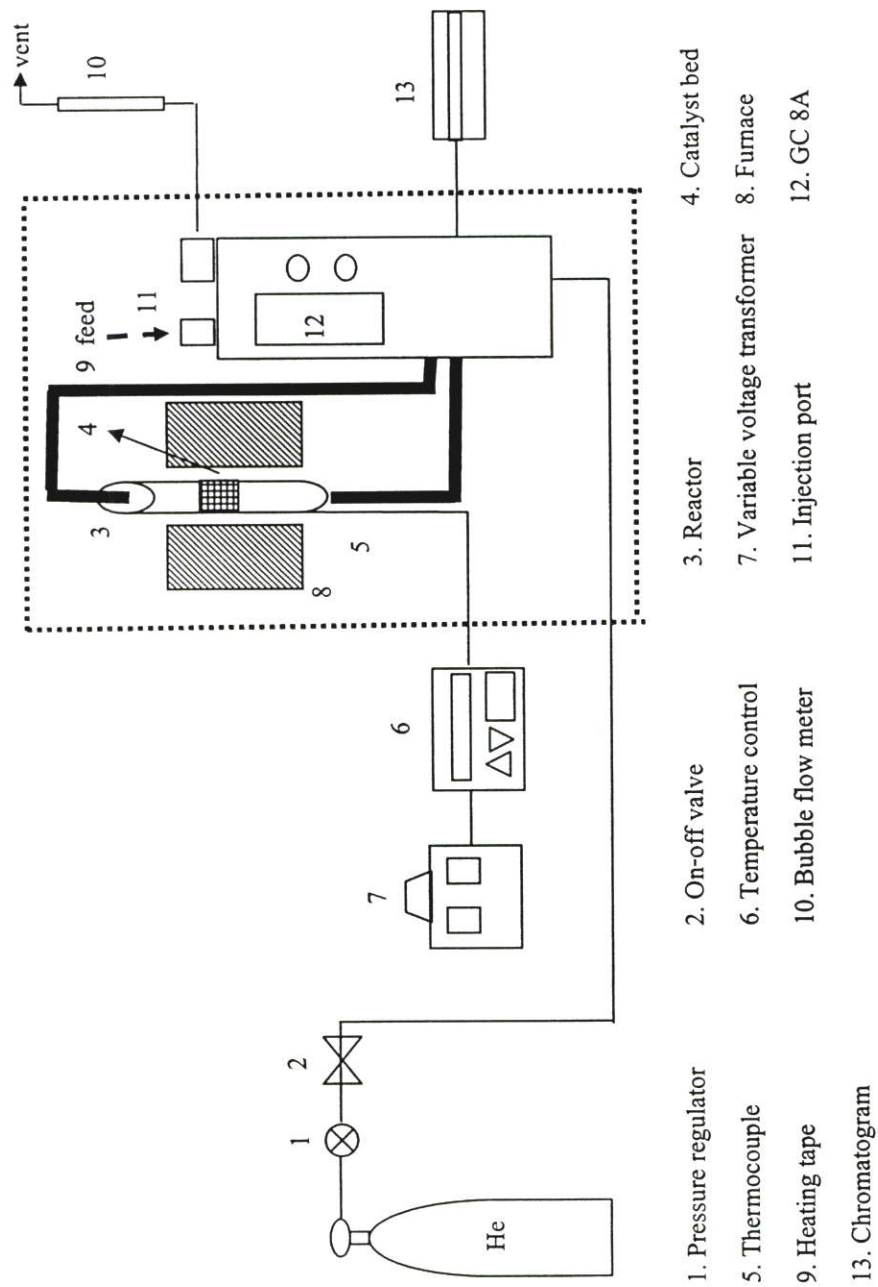 vent
10
9 feed
11
4
3
12
13
5
8
6
7
2
1
He
1. Pressure regulator 2. On-off valve 3. Reactor 4. Catalyst bed
5. Thermocouple 6. Temperature control 7. Variable voltage transformer 8. Furnace
9. Heating tape 10. Bubble flow meter 11. Injection port 12. GC 8A
13. Chromatogram